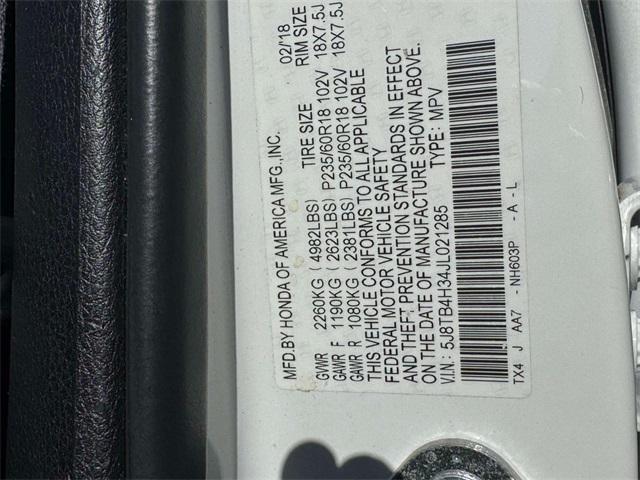 MFD.BY HONDA OF AMERICA MFG.,INC. 02/18
TIRE SIZE RIM SIZE
GVWR 2260KG ( 4982LBS)
GAWR F 1190KG ( 2623LBS) P235/60R18 102V 18X7.5J
GAWR R 1080KG ( 2381LBS) P235/60R18 102V 18X7.5J
THIS VEHICLE CONFORMS TO ALL APPLICABLE
FEDERAL MOTOR VEHICLE SAFETY
AND THEFT PREVENTION STANDARDS IN EFFECT
ON THE DATE OF MANUFACTURE SHOWN ABOVE.
V.I.N.: 5J8TB4H34JL021285 TYPE: MPV
TX4 J AA7 - NH603P - A - L